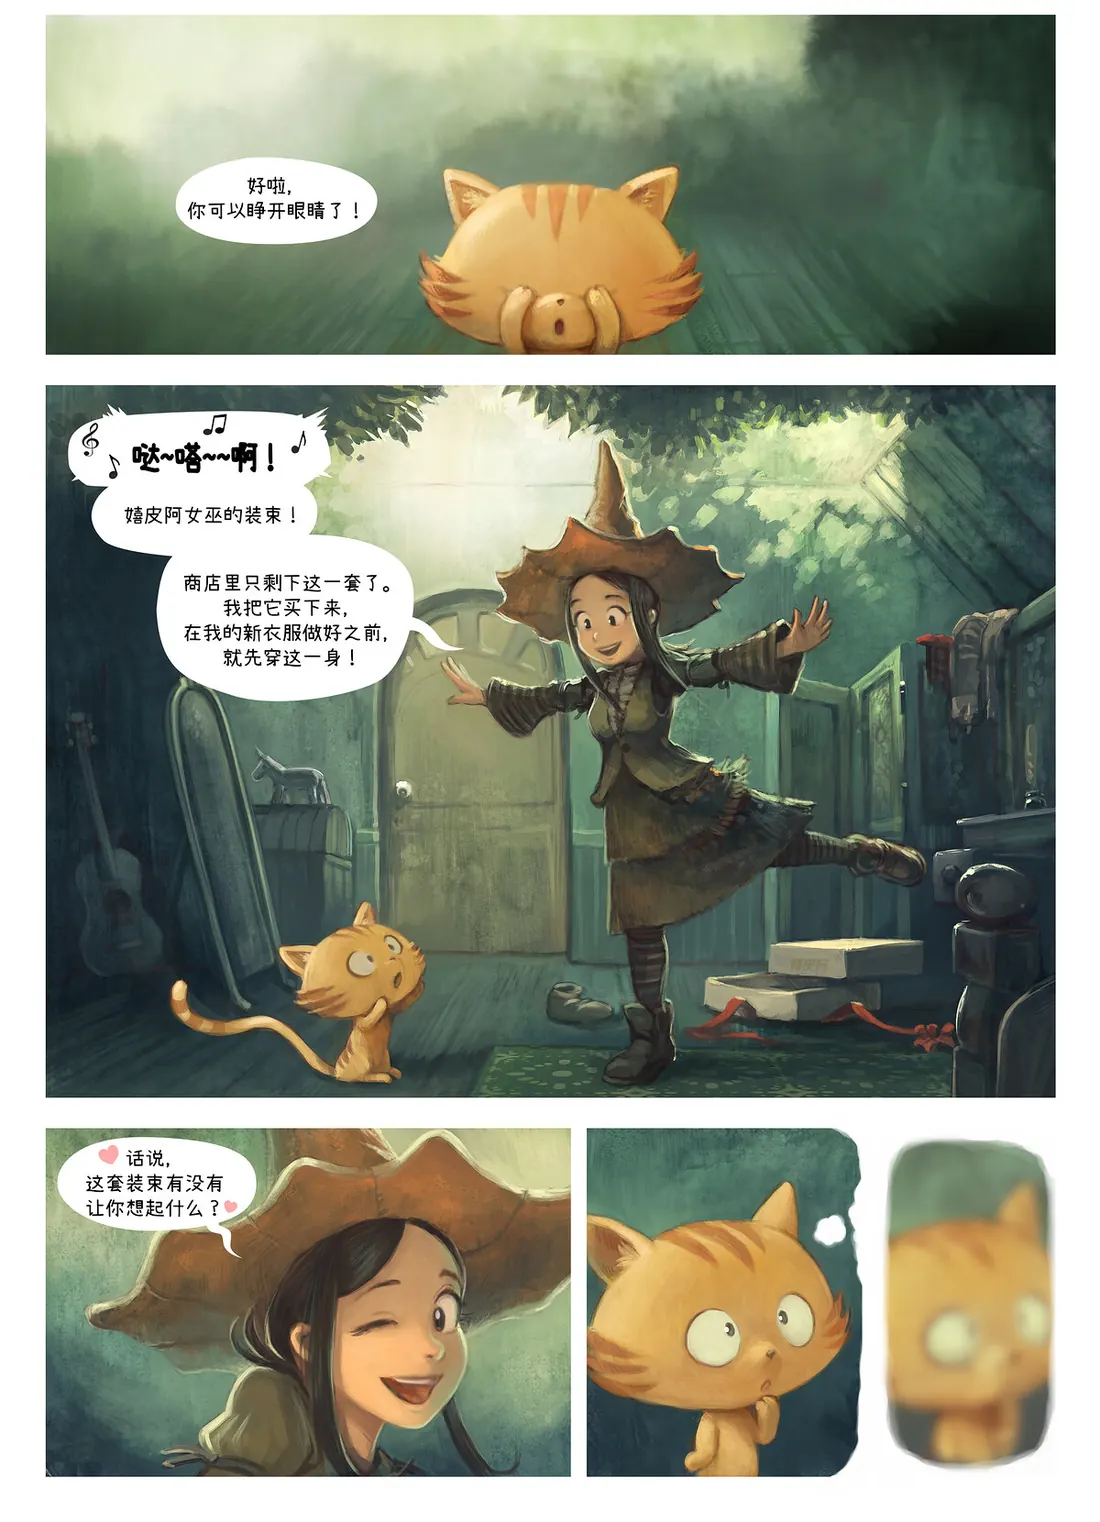 好啦,
你可以睁开眼睛了！
哒~嗒~~啊！
嬉皮阿女巫的装束！
商店里只剩下这一套了。
我把它买下来,
在我的新衣服做好之前,
就先穿这一身！
话说,
这套装束有没有
让你想起什么？